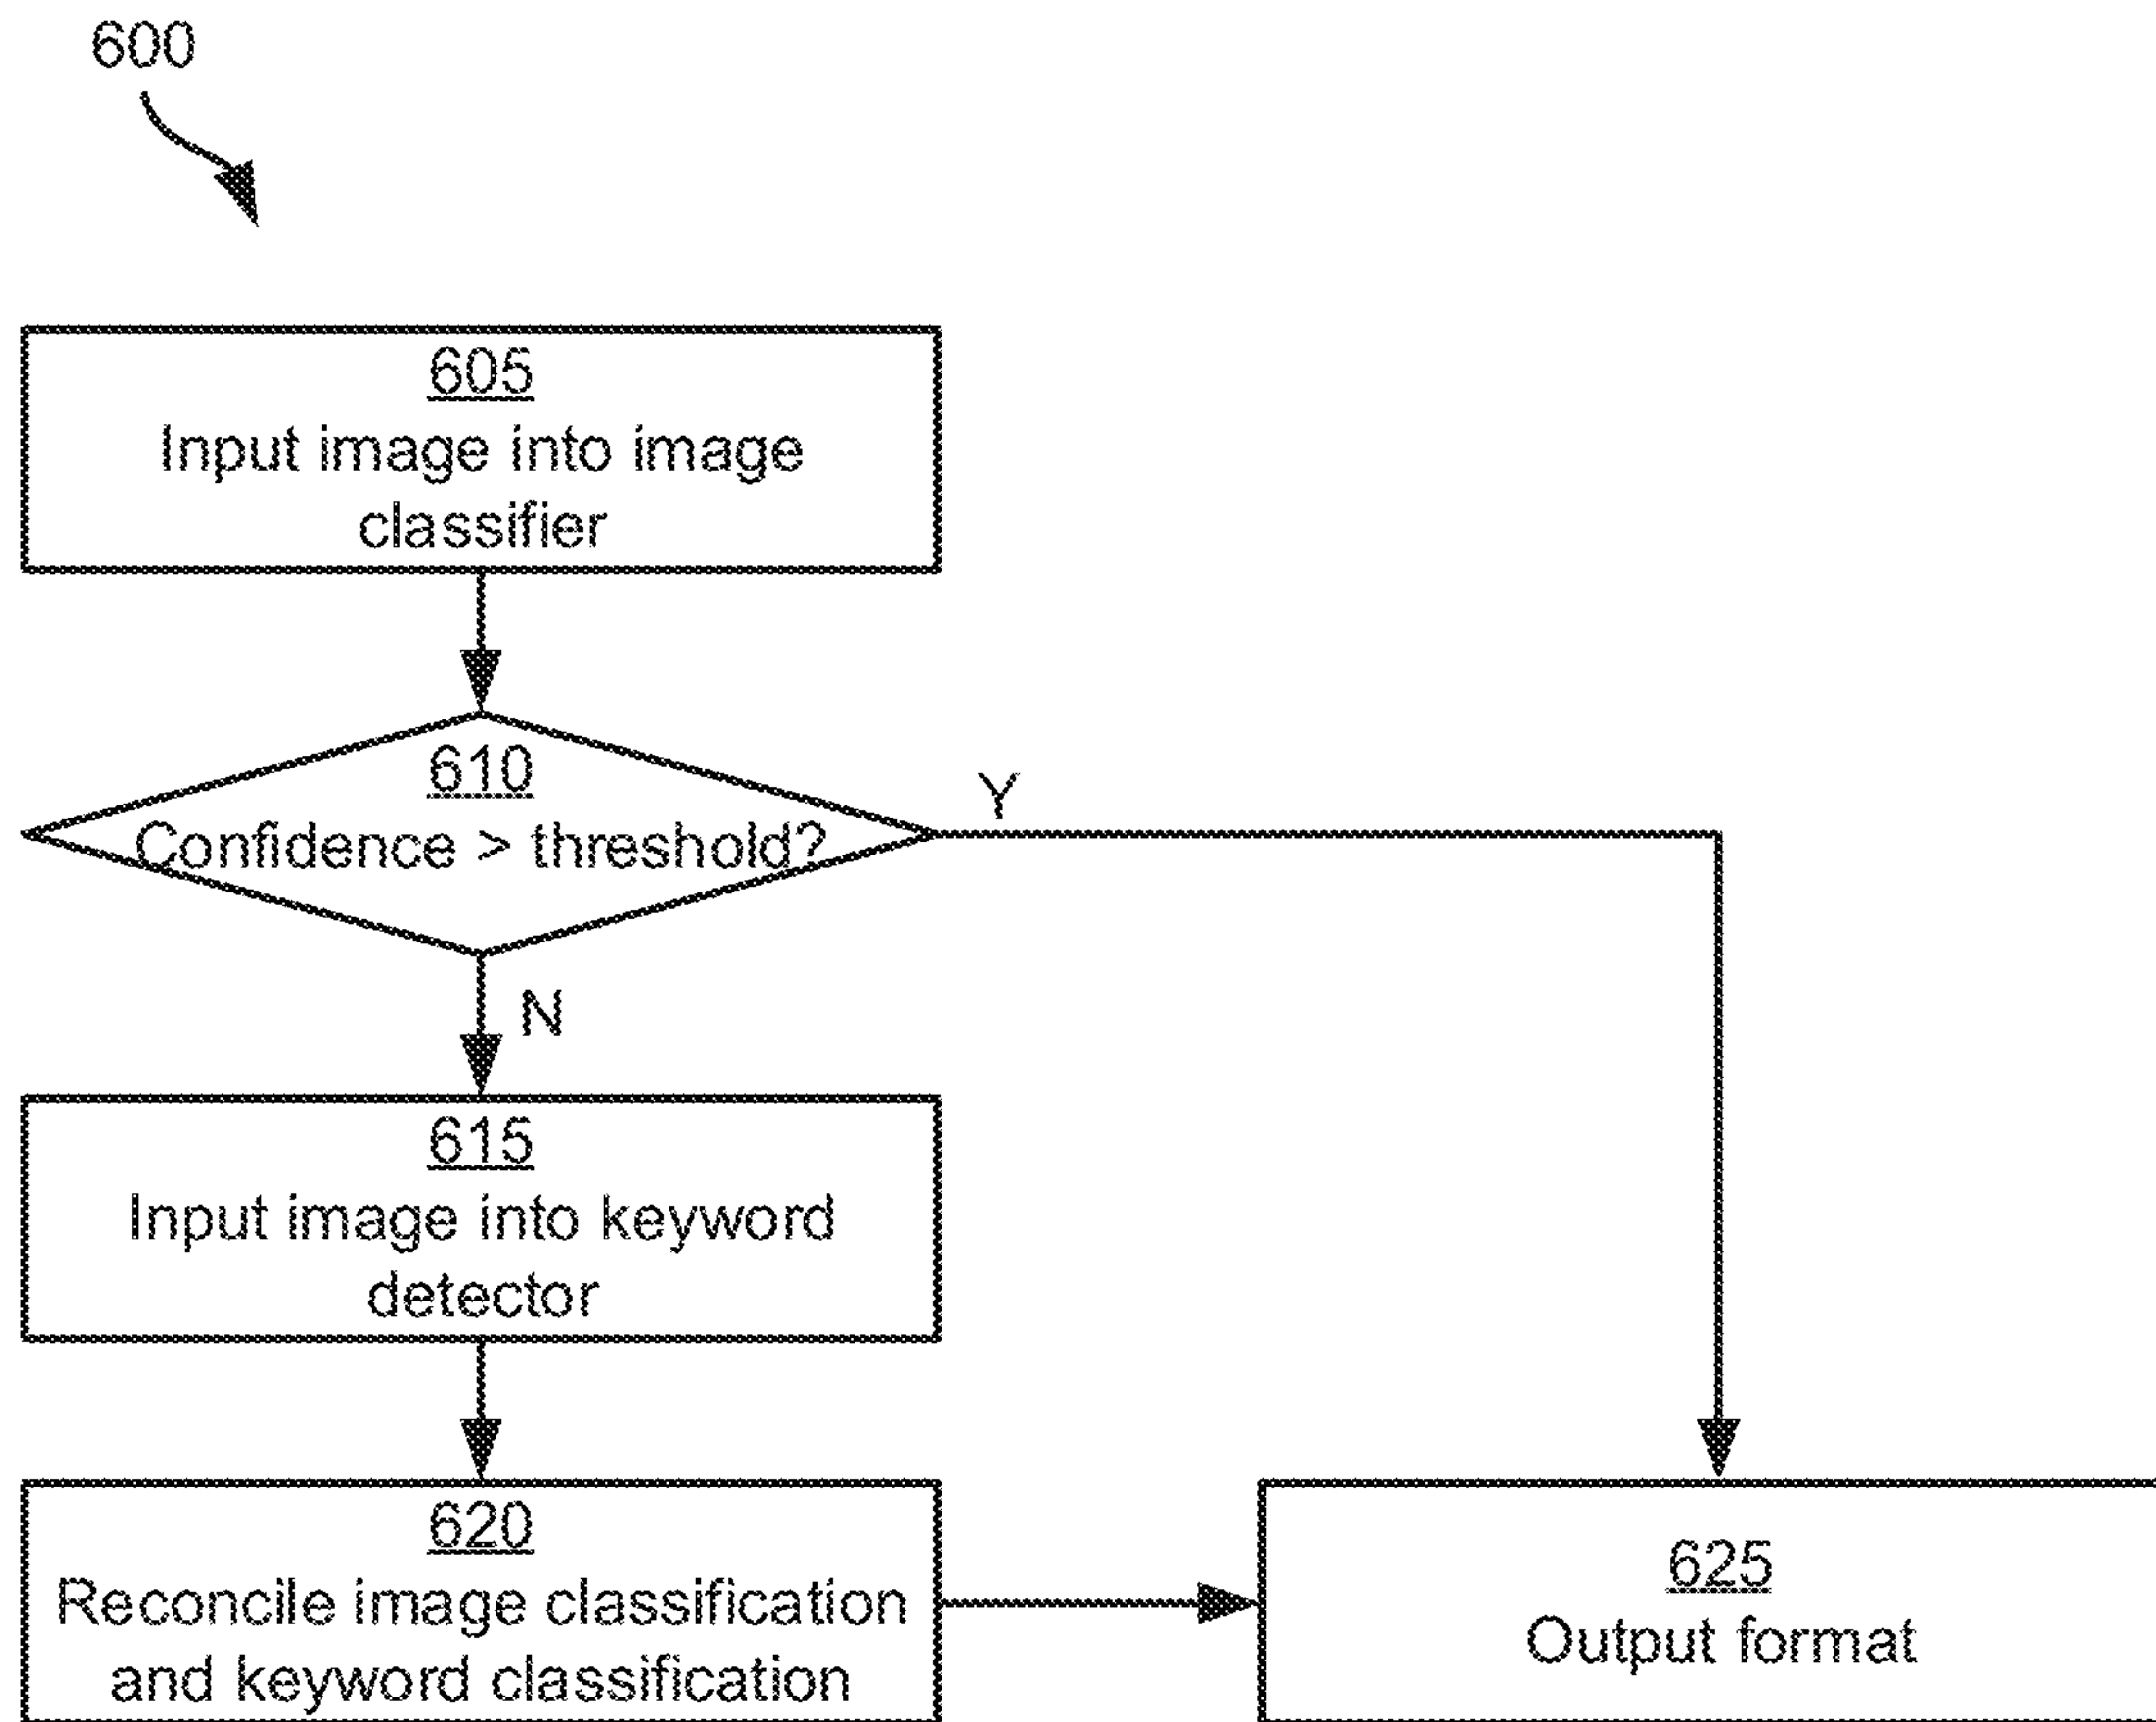 600
605
Input image into image
classifier
610
Confidence > threshold?
Y
N
615
Input image into keyword
detector
620
Reconcile image classification
and keyword classification
625
Output format